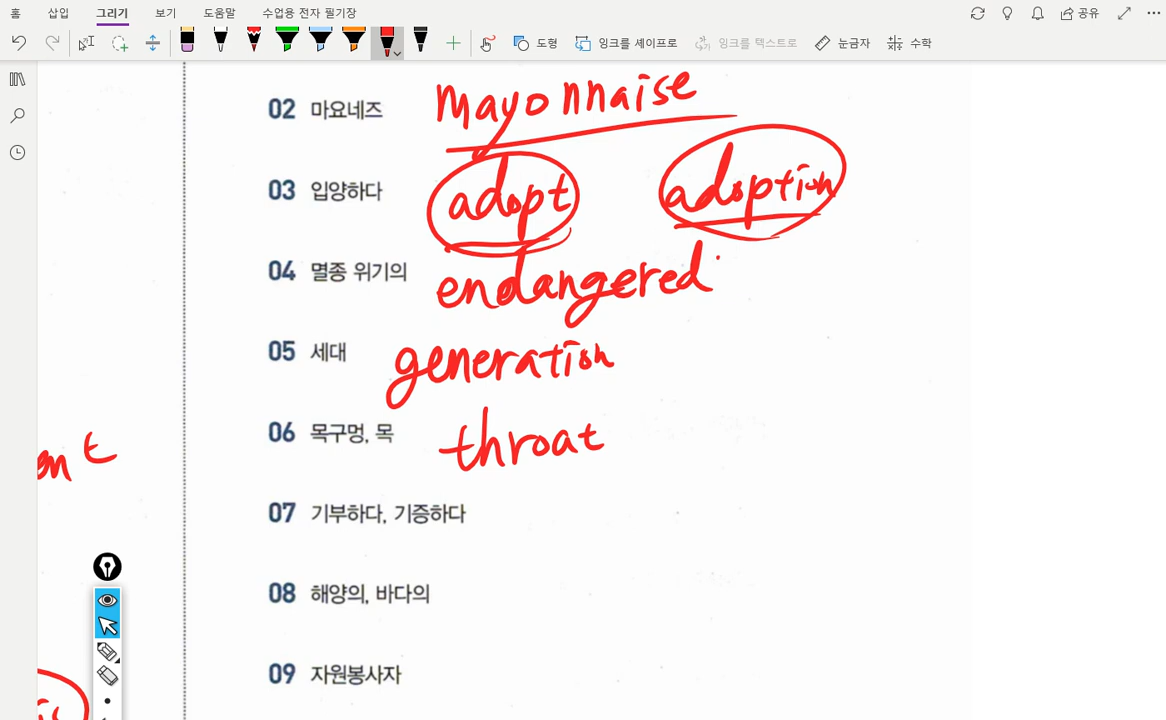 홈 삽입 그리기 보기 도움말 수업용 전자 필기장 공유
도형 잉크를 셰이프로 잉크를 텍스트로 눈금자 수학
02 마요네즈 mayonnaise
03 입양하다 adopt adoption
04 멸종 위기의 endangered
05 세대 generation
06 목구멍, 목 throat
07 기부하다, 기증하다
08 해양의, 바다의
09 자원봉사자